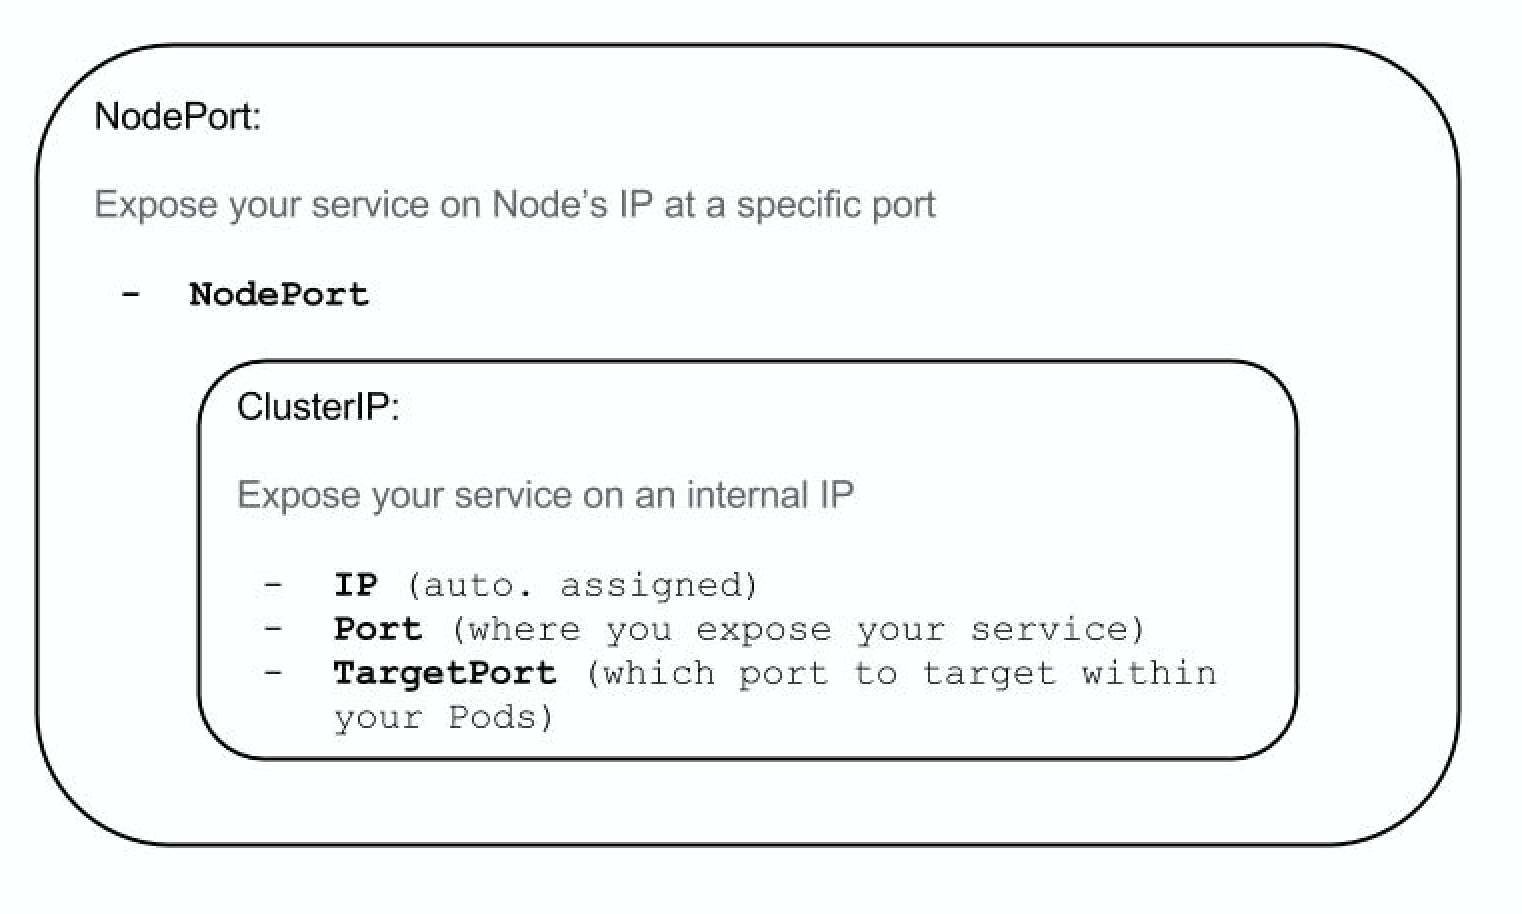 NodePort:
Expose your service on Node’s IP at a specific port
- NodePort
ClusterIP:
Expose your service on an internal IP
- IP (auto. assigned)
- Port (where you expose your service)
- TargetPort (which port to target within
your Pods)